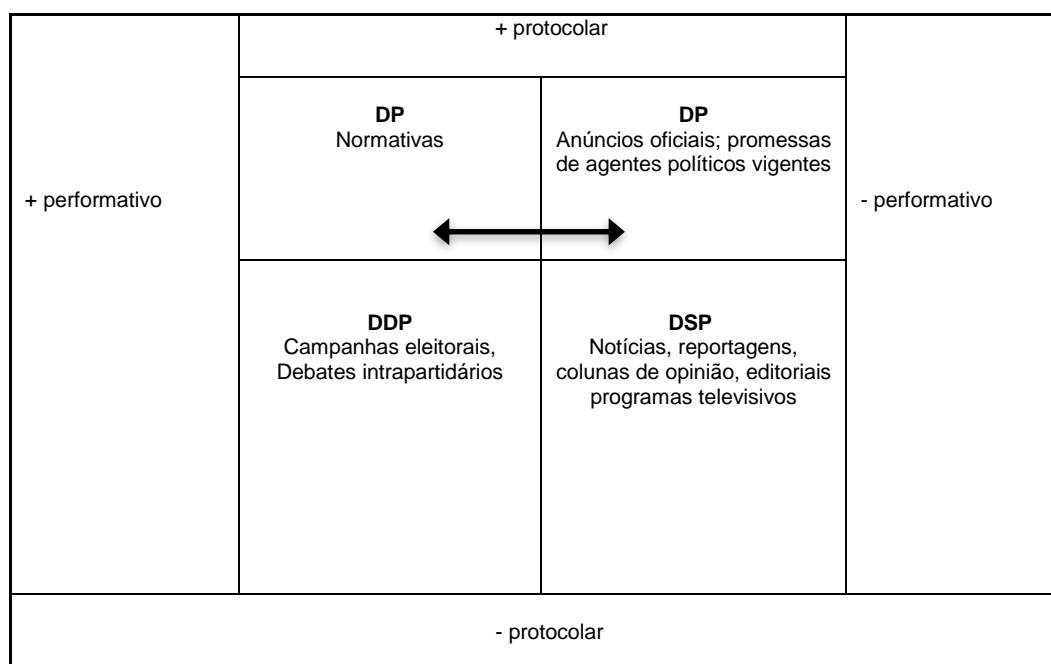 + protocolar
DP
Normativas
DP
Anúncios oficiais; promessas
de agentes políticos vigentes
+ performativo
- performativo
DDP
Campanhas eleitorais,
Debates intrapartidários
DSP
Notícias, reportagens,
colunas de opinião, editoriais
programas televisivos
- protocolar